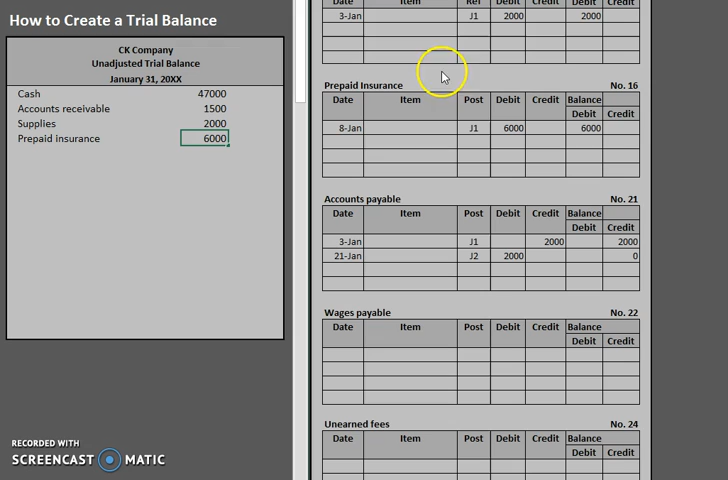 How to Create a Trial Balance
CK Company
Unadjusted Trial Balance
January 31, 20XX
Cash 47000
Accounts receivable 1500
Supplies 2000
Prepaid insurance 6000
RECORDED WITH
SCREENCAST MATIC
Date Item Ref Debit Credit Debit Credit
3-Jan J1 2000 2000
Prepaid Insurance No. 16
Date Item Post Debit Credit Balance
Debit Credit
8-Jan J1 6000 6000
Accounts payable No. 21
Date Item Post Debit Credit Balance
Debit Credit
3-Jan J1 2000 2000
21-Jan J2 2000 0
Wages payable No. 22
Date Item Post Debit Credit Balance
Debit Credit
Unearned fees No. 24
Date Item Post Debit Credit Balance
Debit Credit